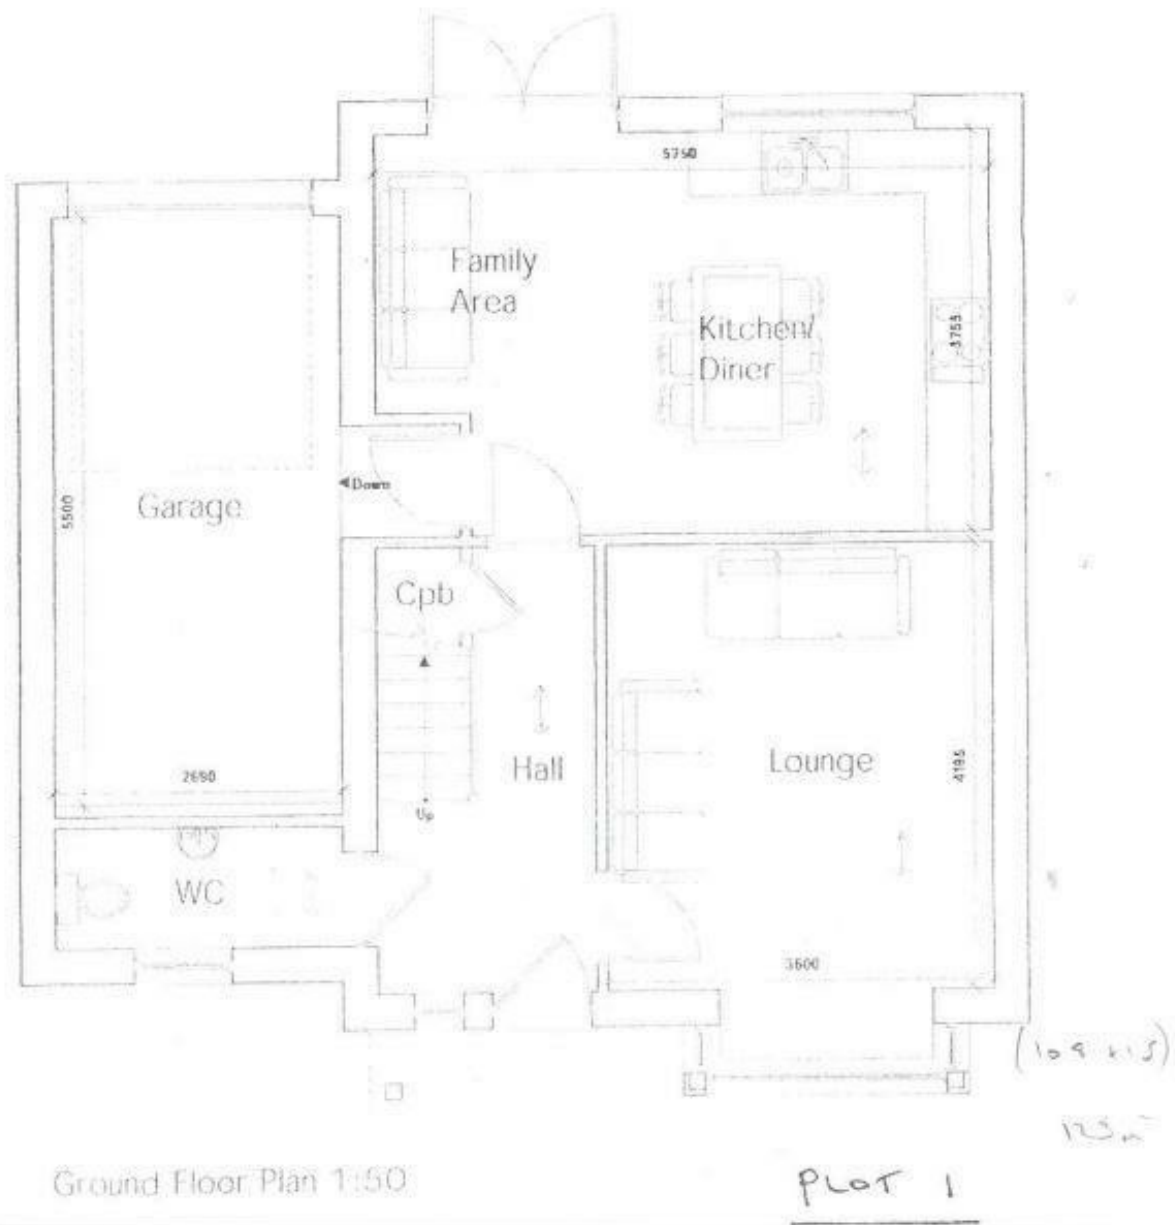 5750
Family
Area
Kitchen/
Diner
3755
Down
Garage
5500
Cpb
2690
Hall
Up
Lounge
4195
WC
3600
123m²
Ground Floor Plan 1:50
PLOT 1